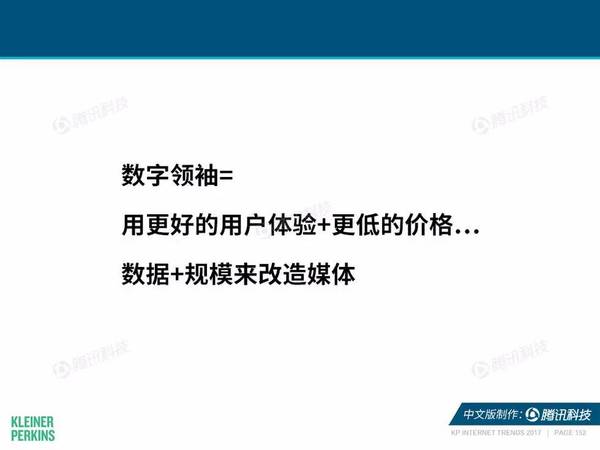 腾讯科技
腾讯科技
数字领袖=
用更好的用户体验+更低的价格...
数据+规模来改造媒体
腾讯科技
腾讯科技
KLEINER
PERKINS
中文版制作：腾讯科技
KP INTERNET TRENDS 2017 | PAGE 152